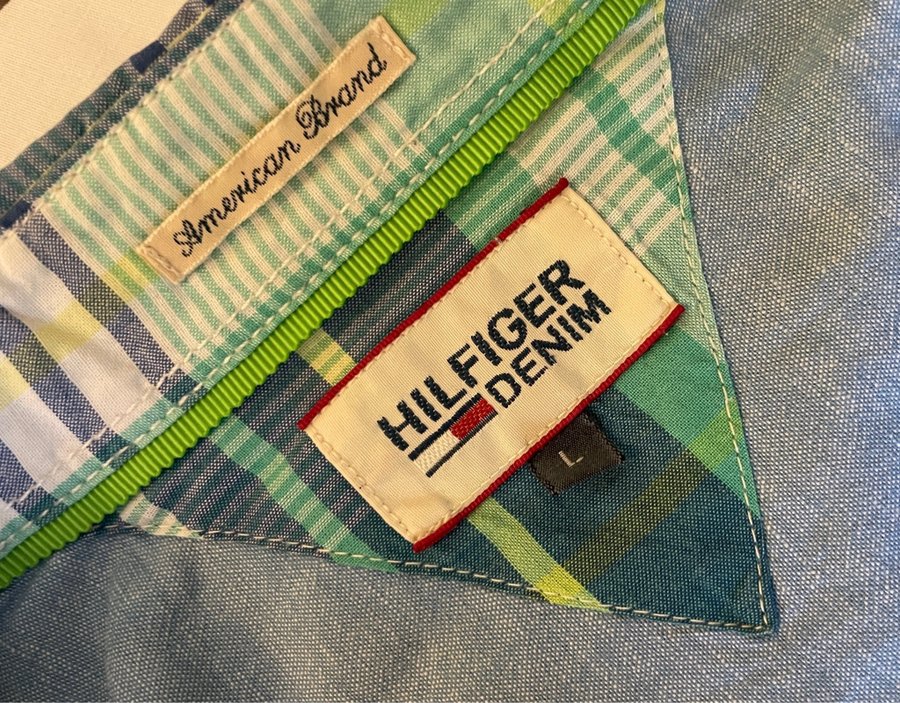 American Brand
HILFIGER
DENIM
L